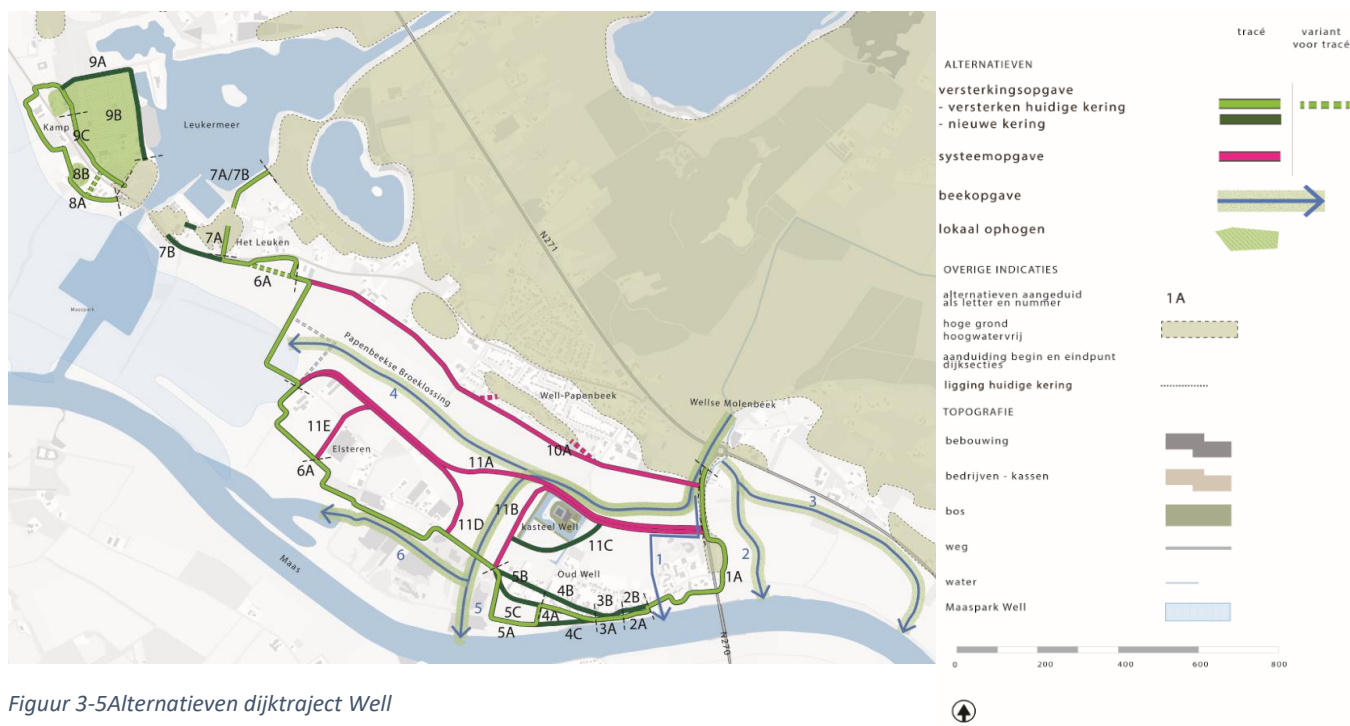 9A
9B
Kamp
9C
Leukermeer
8B
8A
7A/7B
7A
7B
Het Leuken
6A
N271
Maaspark
Papenbeekse Broeklossing
4
Well-Papenbeek
Wellse Molenbeek
10A
11E
Elsteren
6A
11A
11B
kasteel Well
11D
11C
3
2
1
1A
6
5
Oud Well
5B
4B
5C
4A
3B
2B
5A
4C
3A
2A
Maas
N270
tracé
variant
voor tracé
ALTERNATIEVEN
versterkingsopgave
- versterken huidige kering
- nieuwe kering
systeemopgave
beekopgave
lokaal ophogen
OVERIGE INDICATIES
alternatieven aangeduid
als letter en nummer
1A
hoge grond
hoogwatervrij
aanduiding begin en eindpunt
dijksecties
ligging huidige kering
TOPOGRAFIE
bebouwing
bedrijven - kassen
bos
weg
water
Maaspark Well
0 200 400 600 800
Figuur 3-5Alternatieven dijktraject Well